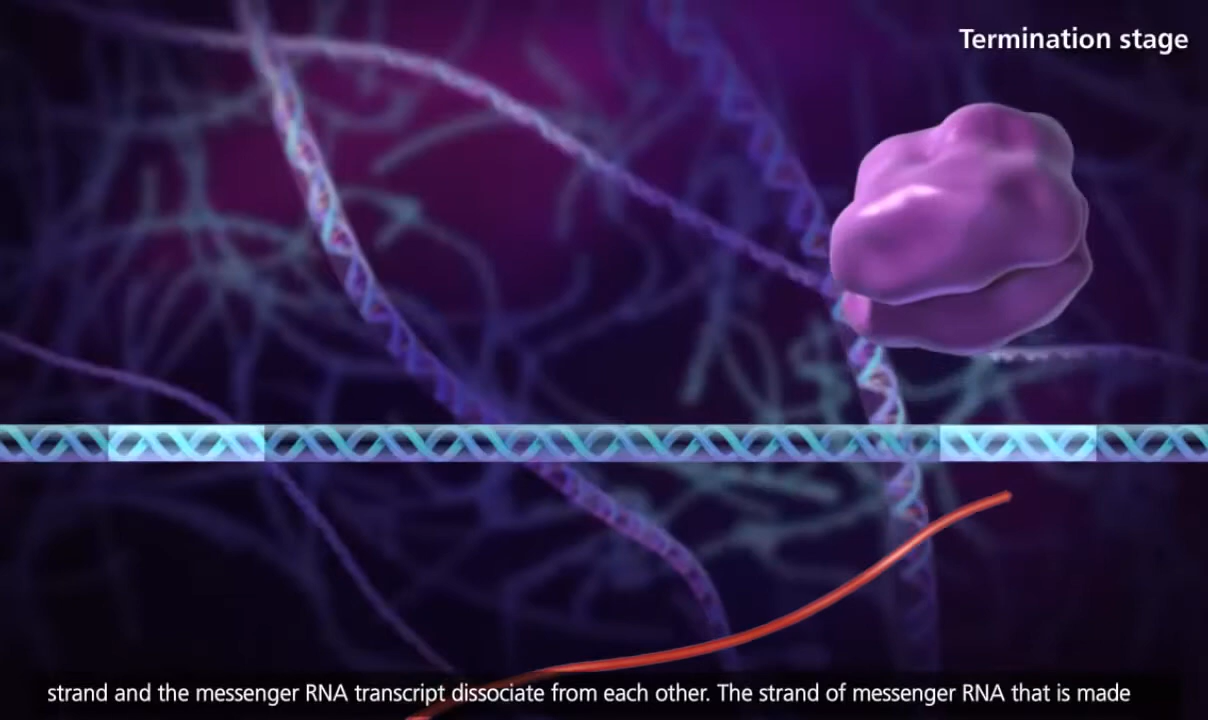 Termination stage
strand and the messenger RNA transcript dissociate from each other. The strand of messenger RNA that is made